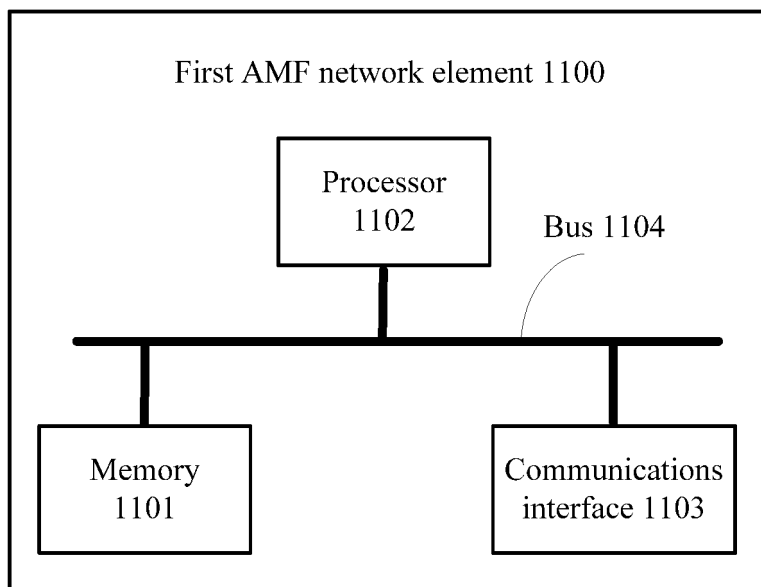 First AMF network element 1100
Processor
1102
Bus 1104
Memory
1101
Communications
interface 1103